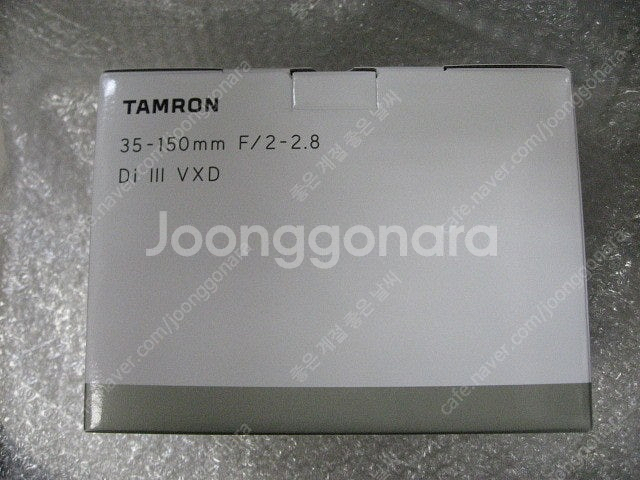 TAMRON
35-150mm F/2-2.8
Di III VXD
Joonggonara
cafe.naver.com/joonggonara
좋은 계절 좋은 날씨